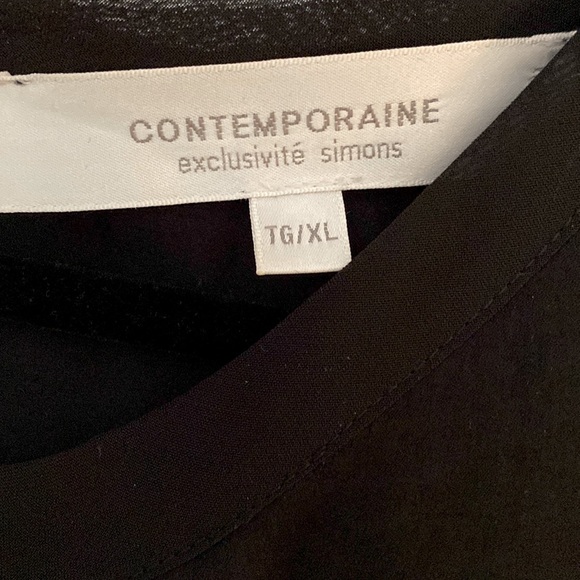 CONTEMPORAINE
exclusivité simons
TG/XL